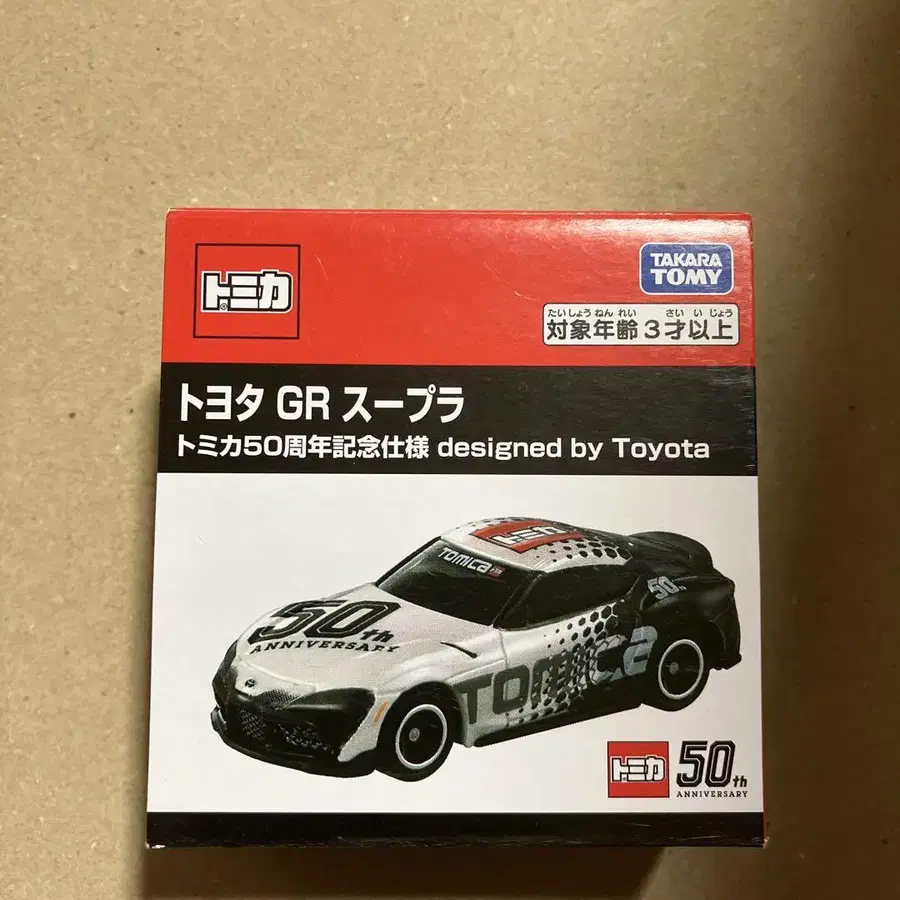 トミカ
TAKARA
TOMY
たいしょう ねん れい さい い じょう
対象年齢 3才以上
トヨタ GR スープラ
トミカ50周年記念仕様 designed by Toyota
トミカ
TOMICA
50th
ANNIVERSARY
50th
TOMICA
トミカ
50th
ANNIVERSARY